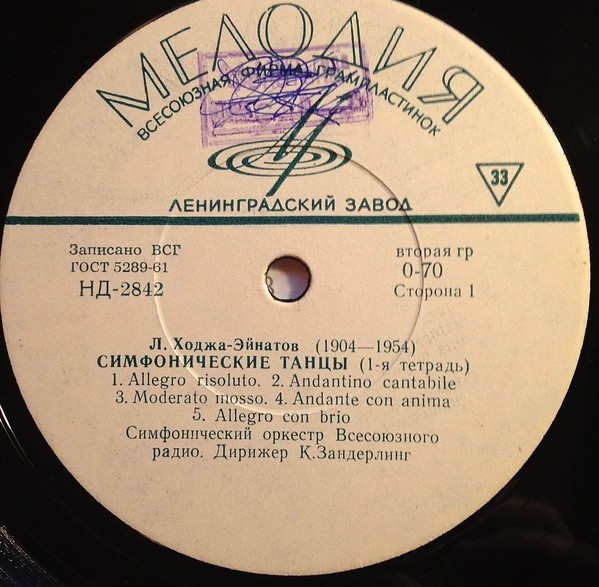 МЕЛОДИЯ
ВСЕСОЮЗНАЯ ФИРМА ГРАМПЛАСТИНОК
33
ЛЕНИНГРАДСКИЙ ЗАВОД
Записано ВСГ
ГОСТ 5289-61
НД-2842
вторая гр
0-70
Сторона 1
Л. Ходжа-Эйнатов (1904—1954)
СИМФОНИЧЕСКИЕ ТАНЦЫ (1-я тетрадь)
1. Allegro risoluto. 2. Andantino cantabile
3. Moderato mosso. 4. Andante con anima
5. Allegro con brio
Симфонический оркестр Всесоюзного
радио. Дирижер К.Зандерлинг